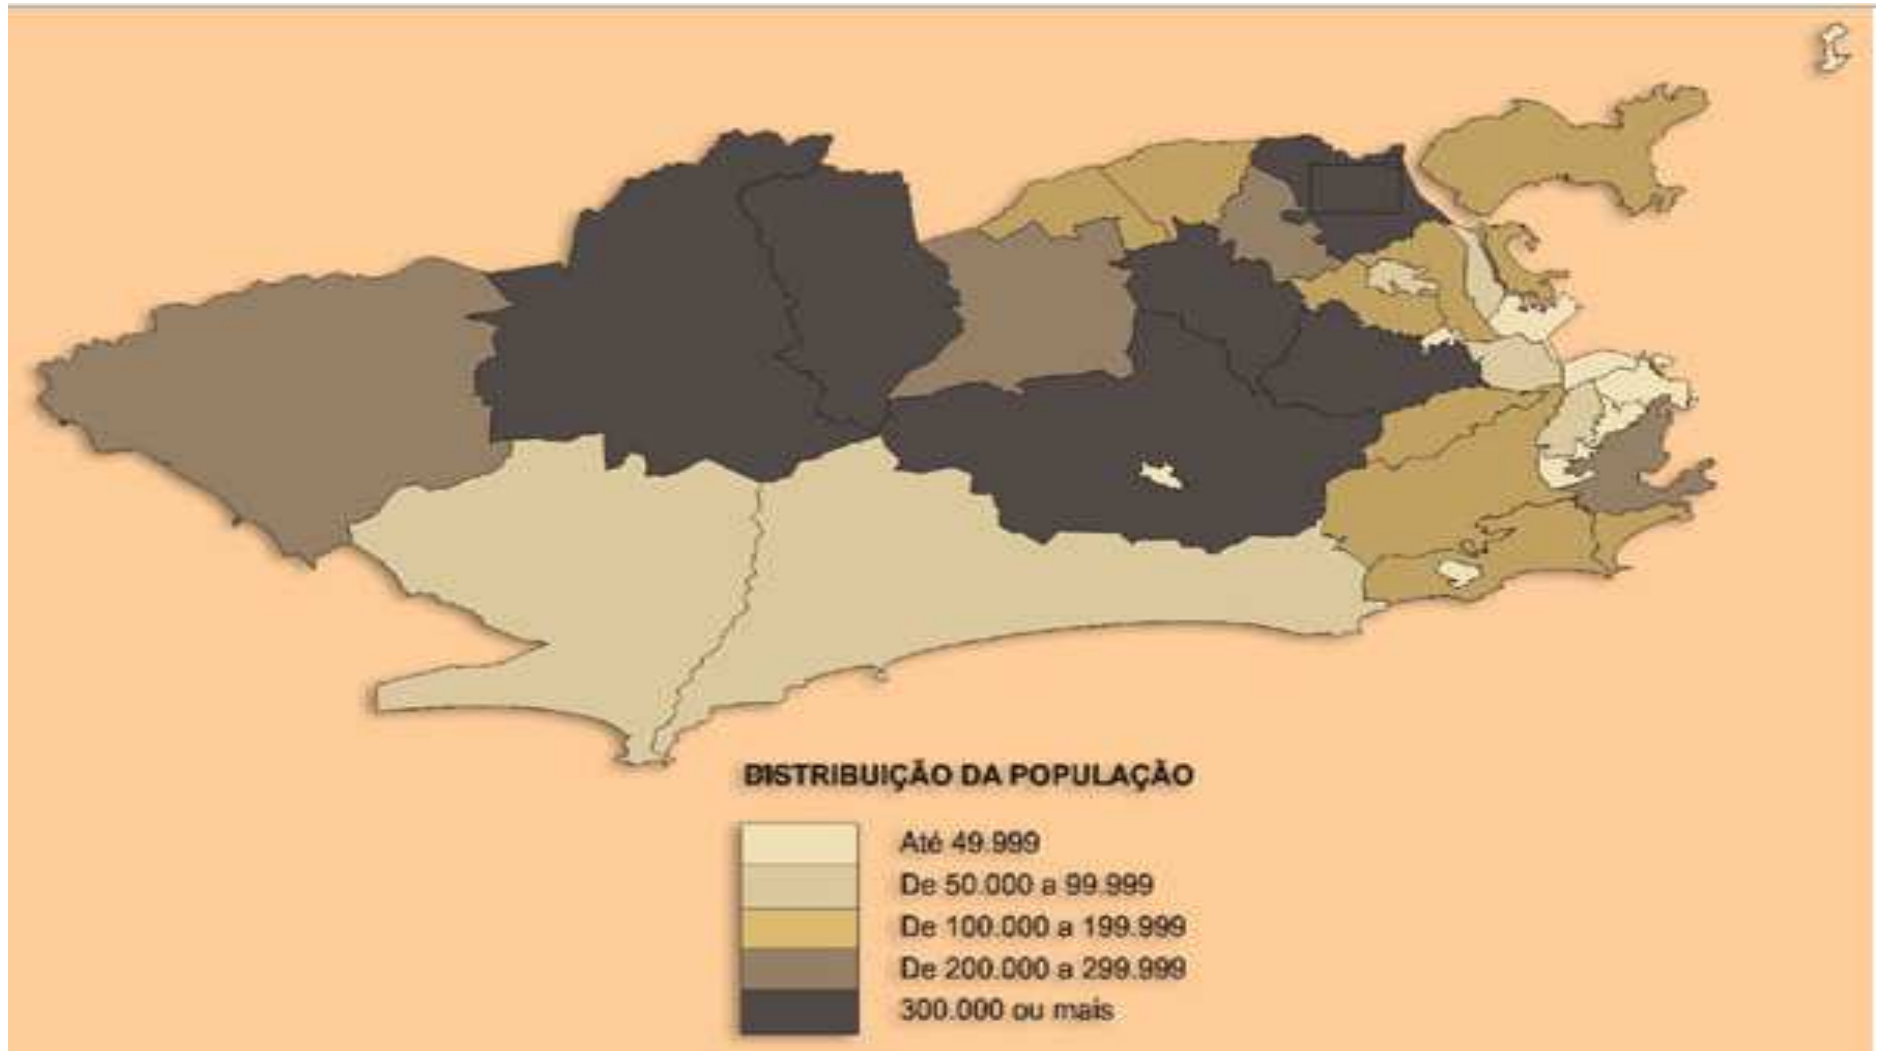 DISTRIBUIÇÃO DA POPULAÇÃO
Até 49.999
De 50.000 a 99.999
De 100.000 a 199.999
De 200.000 a 299.999
300.000 ou mais